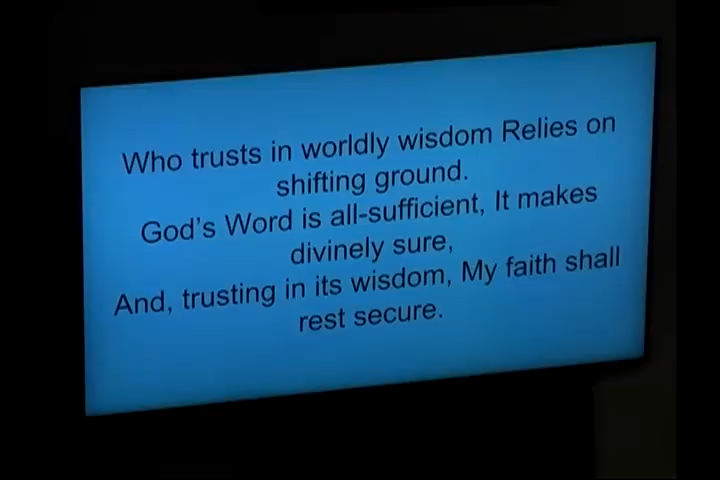 Who trusts in worldly wisdom Relies on
shifting ground.
God's Word is all-sufficient, It makes
divinely sure,
And, trusting in its wisdom, My faith shall
rest secure.